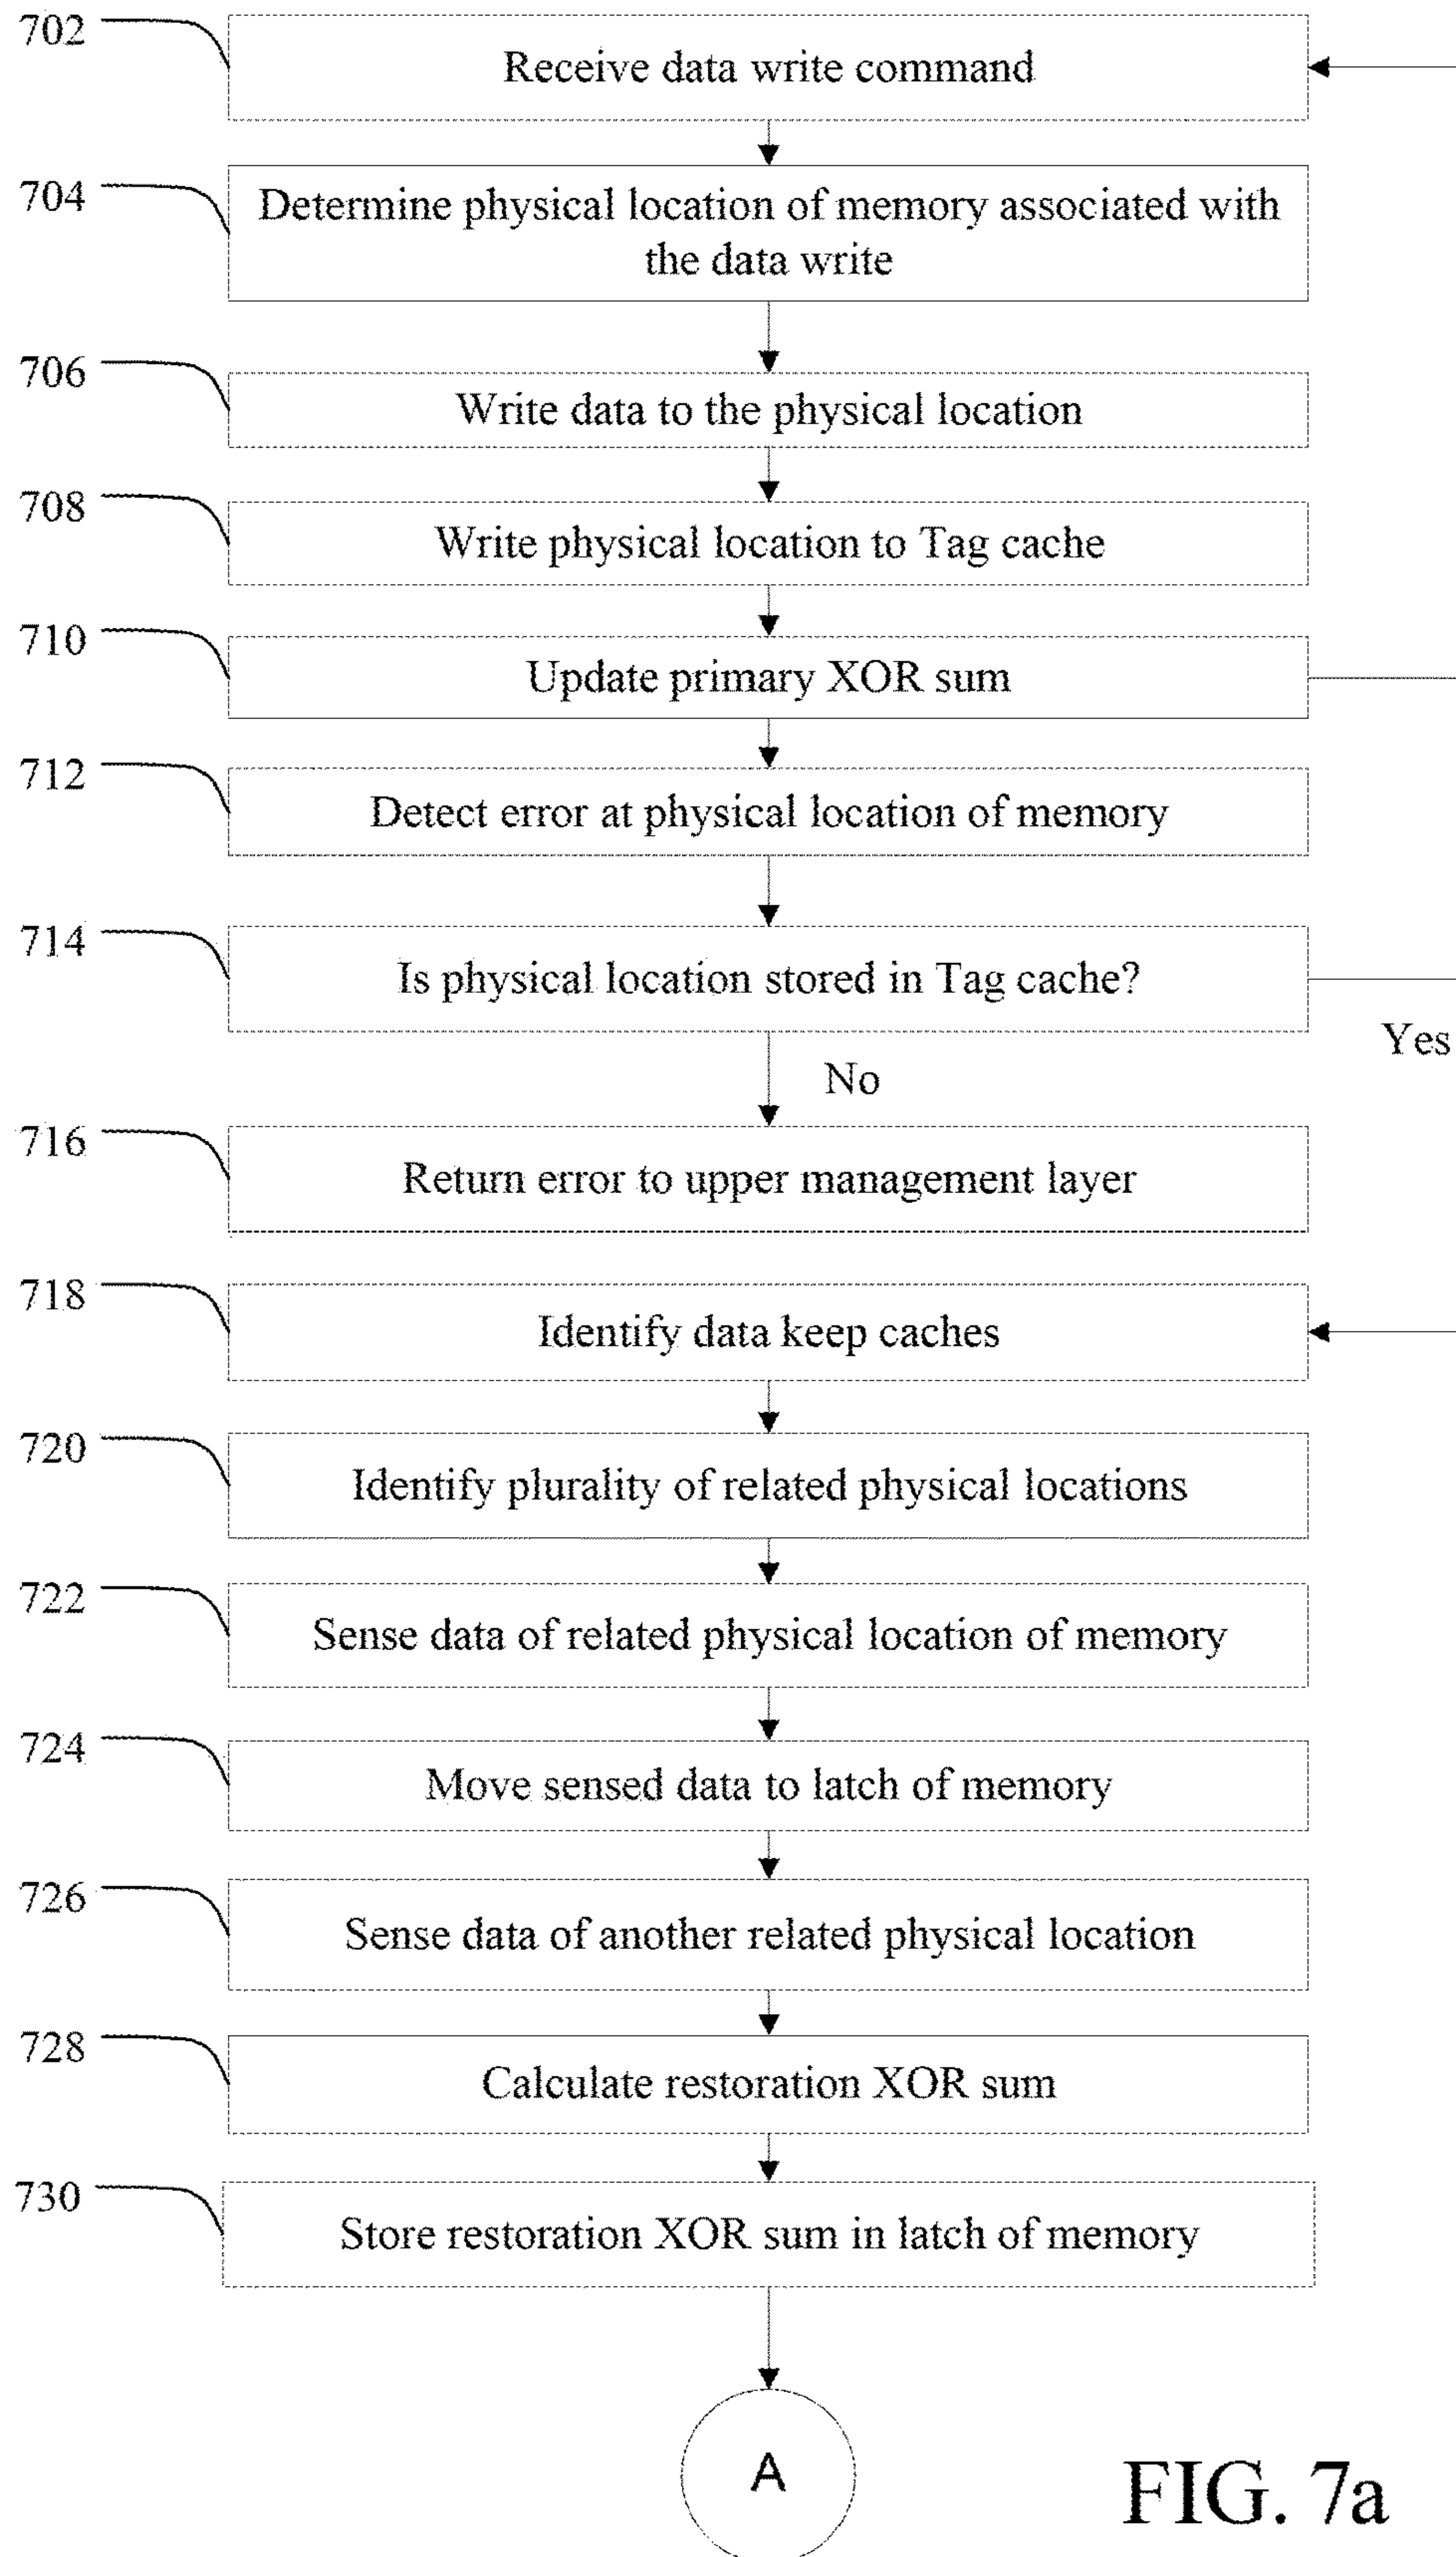 702
Receive data write command
704
Determine physical location of memory associated with
the data write
706
Write data to the physical location
708
Write physical location to Tag cache
710
Update primary XOR sum
712
Detect error at physical location of memory
714
Is physical location stored in Tag cache?
Yes
No
716
Return error to upper management layer
718
Identify data keep caches
720
Identify plurality of related physical locations
722
Sense data of related physical location of memory
724
Move sensed data to latch of memory
726
Sense data of another related physical location
728
Calculate restoration XOR sum
730
Store restoration XOR sum in latch of memory
A
FIG. 7a